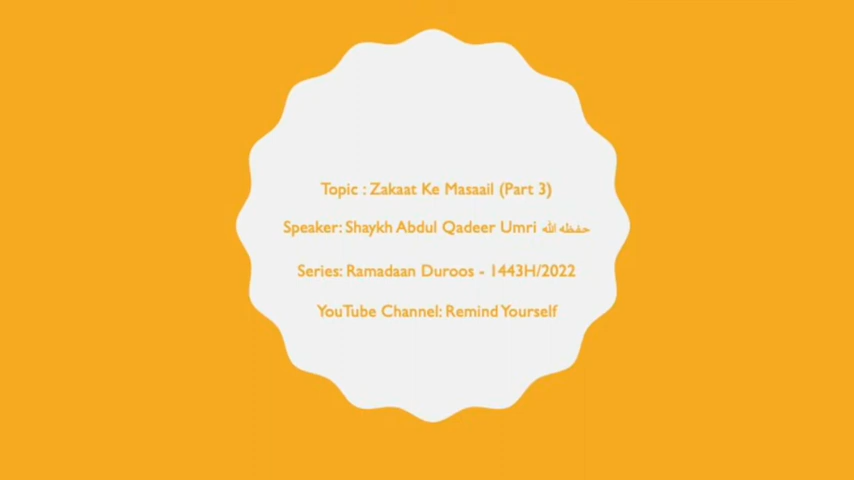 Topic : Zakaat Ke Masaail (Part 3)
Speaker: Shaykh Abdul Qadeer Umri حفظه الله
Series: Ramadaan Duroos - 1443H/2022
YouTube Channel: Remind Yourself